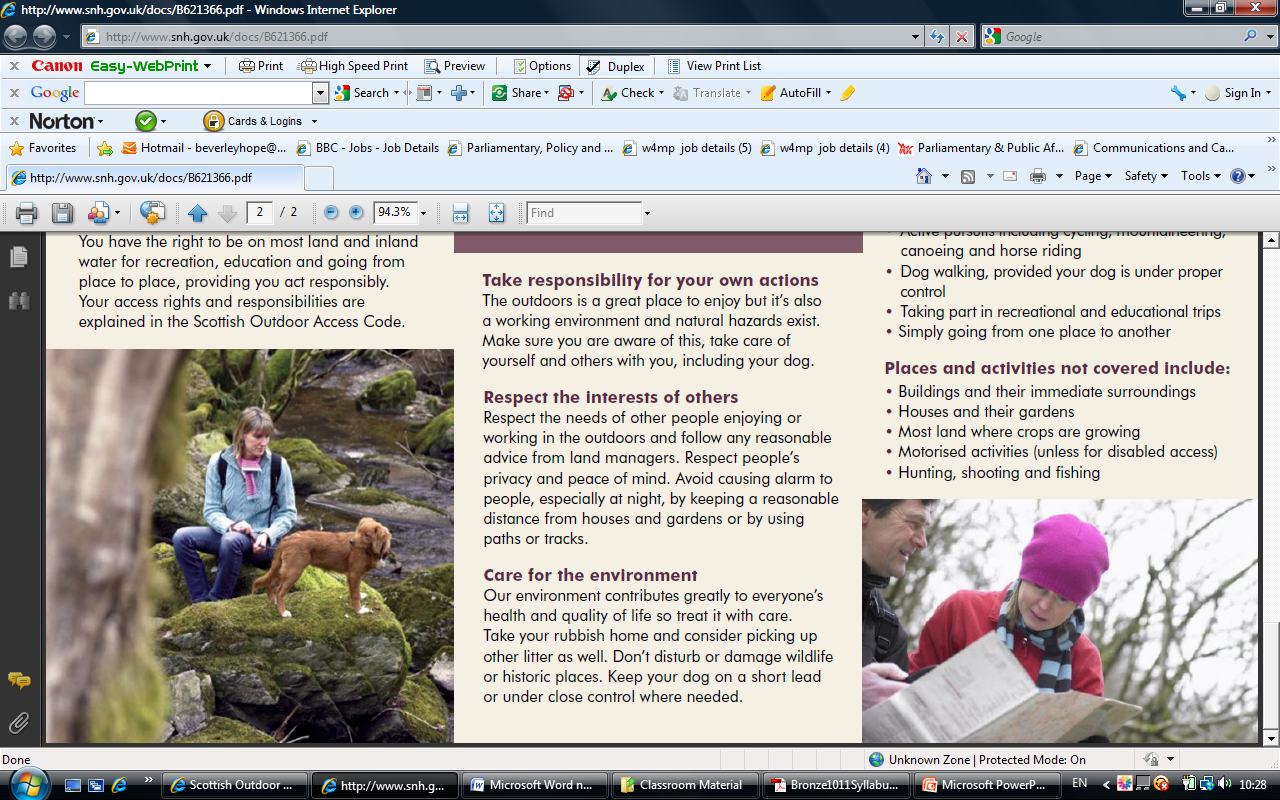 http://www.snh.gov.uk/docs/B621366.pdf - Windows Internet Explorer
http://www.snh.gov.uk/docs/B621366.pdf
Google
Canon Easy-WebPrint
Print
High Speed Print
Preview
Options
Duplex
View Print List
Google
Search
Share
Check
Translate
AutoFill
Sign In
Norton
Cards & Logins
Favorites
Hotmail - beverleyhope@...
BBC - Jobs - Job Details
Parliamentary, Policy and ...
w4mp job details (5)
w4mp job details (4)
Parliamentary & Public Af...
Communications and Ca...
http://www.snh.gov.uk/docs/B621366.pdf
Page
Safety
Tools
2 / 2
94.3%
Find
You have the right to be on most land and inland
water for recreation, education and going from
place to place, providing you act responsibly.
Your access rights and responsibilities are
explained in the Scottish Outdoor Access Code.
Take responsibility for your own actions
The outdoors is a great place to enjoy but it's also
a working environment and natural hazards exist.
Make sure you are aware of this, take care of
yourself and others with you, including your dog.
Respect the interests of others
Respect the needs of other people enjoying or
working in the outdoors and follow any reasonable
advice from land managers. Respect people's
privacy and peace of mind. Avoid causing alarm to
people, especially at night, by keeping a reasonable
distance from houses and gardens or by using
paths or tracks.
Care for the environment
Our environment contributes greatly to everyone's
health and quality of life so treat it with care.
Take your rubbish home and consider picking up
other litter as well. Don't disturb or damage wildlife
or historic places. Keep your dog on a short lead
or under close control where needed.
• Active pursuits including cycling, mountaineering,
canoeing and horse riding
• Dog walking, provided your dog is under proper
control
• Taking part in recreational and educational trips
• Simply going from one place to another
Places and activities not covered include:
• Buildings and their immediate surroundings
• Houses and their gardens
• Most land where crops are growing
• Motorised activities (unless for disabled access)
• Hunting, shooting and fishing
Done
Unknown Zone | Protected Mode: On
Scottish Outdoor ...
http://www.snh.g...
Microsoft Word n...
Classroom Material
Bronze1011Syllabu...
Microsoft PowerP...
EN
10:28